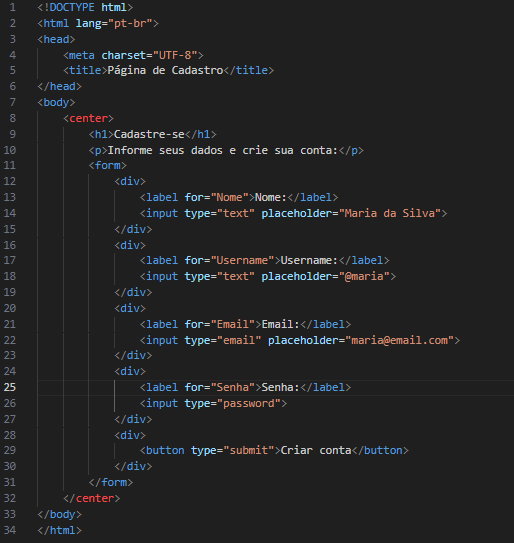 1 <!DOCTYPE html>
2 <html lang="pt-br">
3 <head>
4     <meta charset="UTF-8">
5     <title>Página de Cadastro</title>
6 </head>
7 <body>
8     <center>
9         <h1>Cadastre-se</h1>
10         <p>Informe seus dados e crie sua conta:</p>
11         <form>
12             <div>
13                 <label for="Nome">Nome:</label>
14                 <input type="text" placeholder="Maria da Silva">
15             </div>
16             <div>
17                 <label for="Username">Username:</label>
18                 <input type="text" placeholder="@maria">
19             </div>
20             <div>
21                 <label for="Email">Email:</label>
22                 <input type="email" placeholder="maria@email.com">
23             </div>
24             <div>
25                 <label for="Senha">Senha:</label>
26                 <input type="password">
27             </div>
28             <div>
29                 <button type="submit">Criar conta</button>
30             </div>
31         </form>
32     </center>
33 </body>
34 </html>